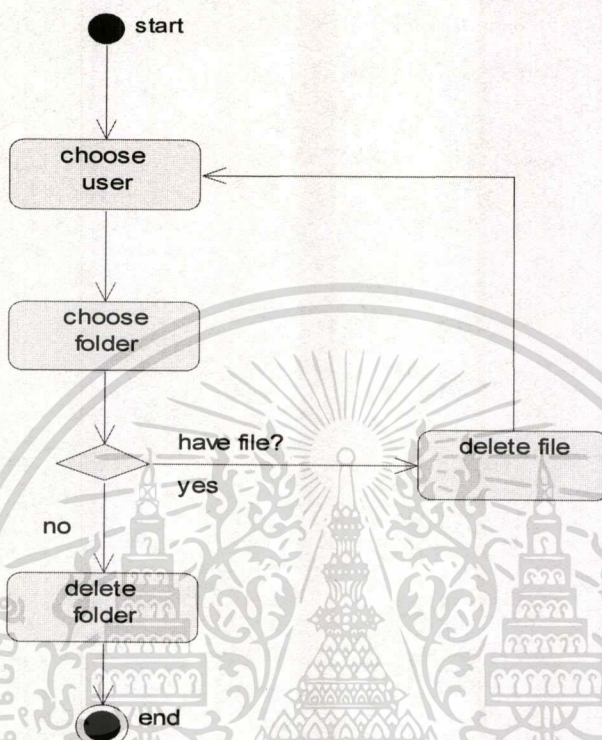 start
choose
user
choose
folder
have file?
yes
delete file
no
delete
folder
end